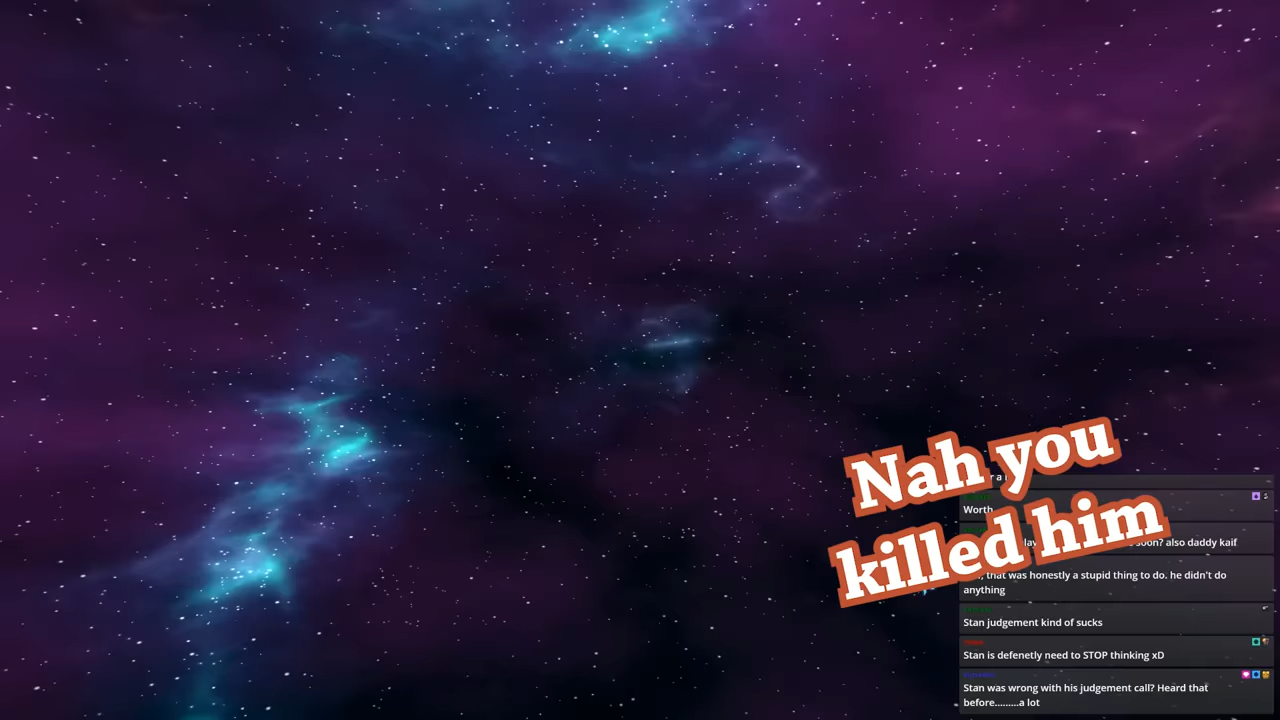 Nah you
killed him
Worth
soon? also daddy kaif
that was honestly a stupid thing to do. he didn't do
anything
Stan judgement kind of sucks
Stan is defenetly need to STOP thinking xD
Stan was wrong with his judgement call? Heard that
before.........a lot